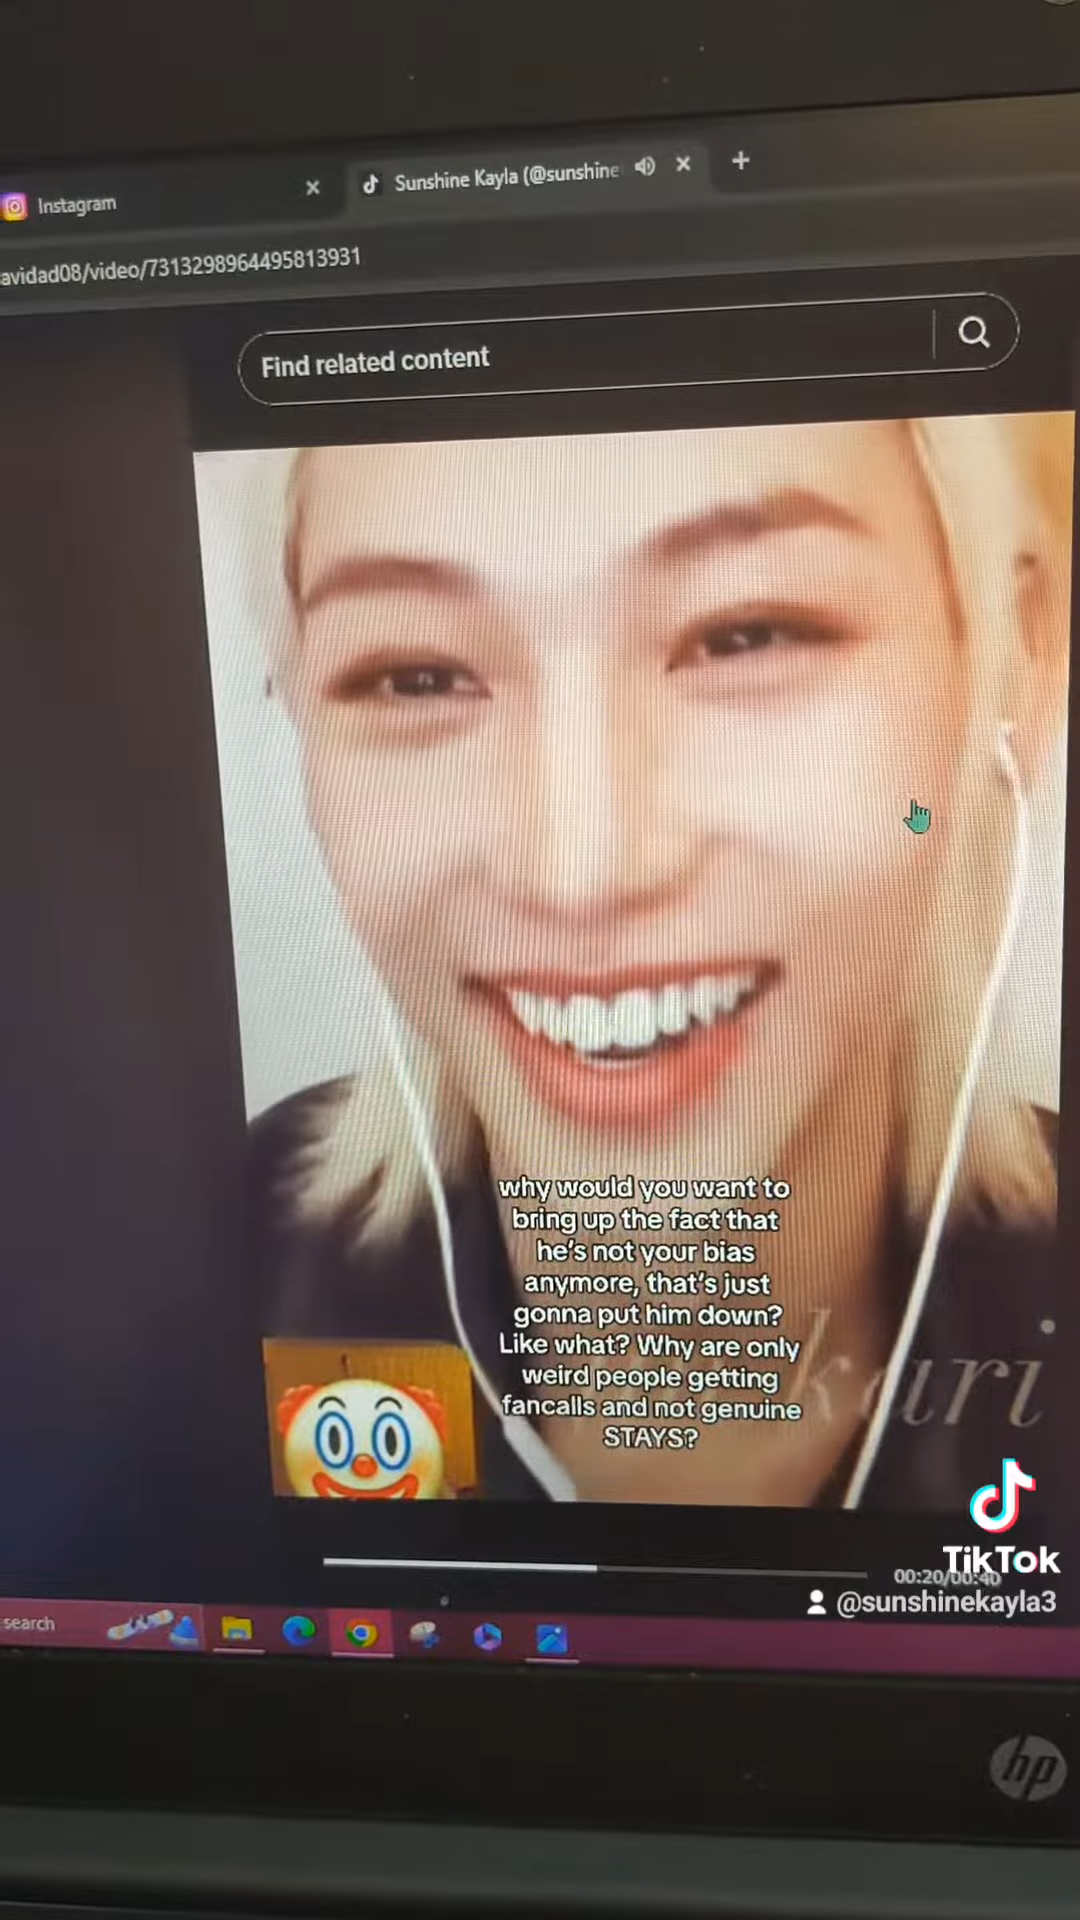 Instagram
Sunshine Kayla (@sunshine
avidad08/video/7313298964495813931
Find related content
why would you want to
bring up the fact that
he's not your bias
anymore, that's just
gonna put him down?
Like what? Why are only
weird people getting
fancalls and not genuine
STAYS?
kari
TikTok
00:20/00:40
@sunshinekayla3
search
hp